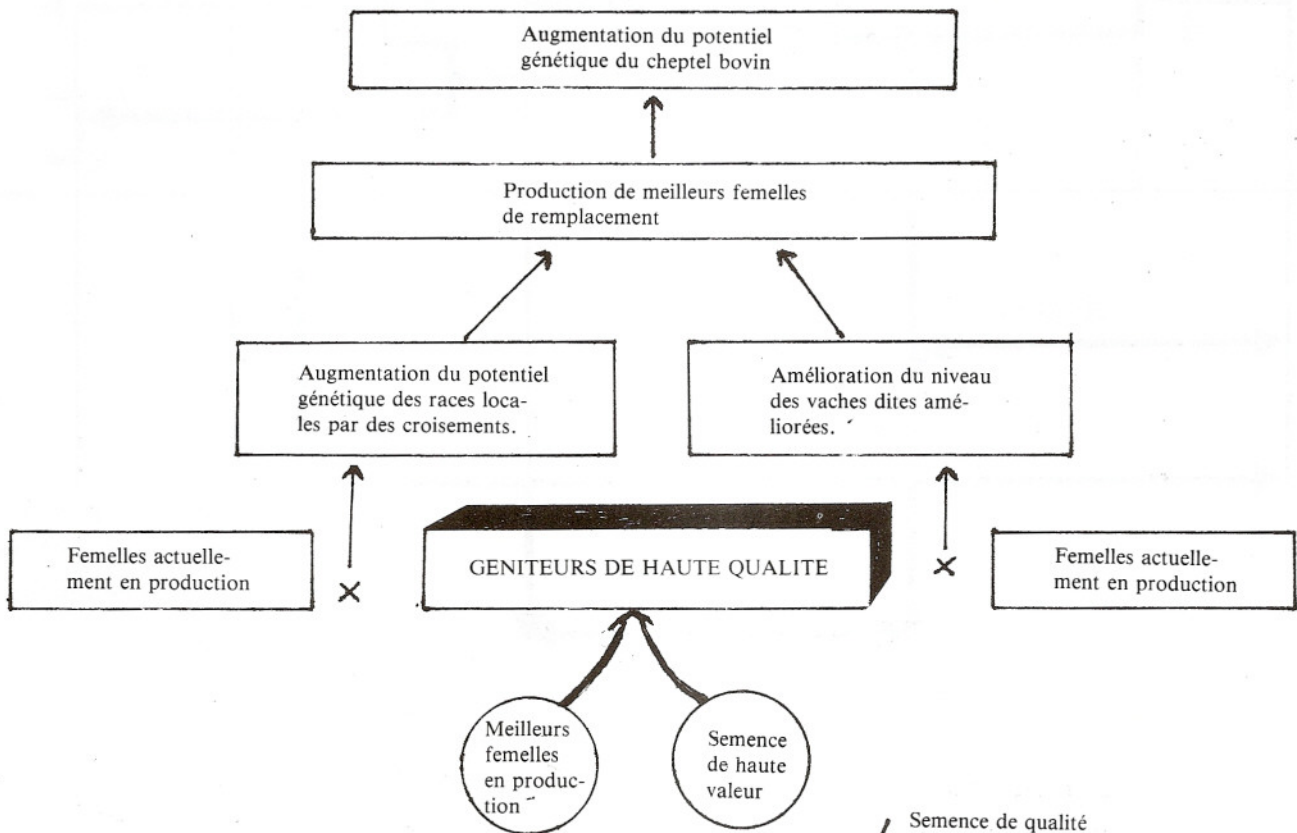 Augmentation du potentiel
génétique du cheptel bovin
Production de meilleurs femelles
de remplacement
Augmentation du potentiel
génétique des races loca-
les par des croisements.
Amélioration du niveau
des vaches dites amé-
liorées.
Femelles actuelle-
ment en production
×
GENITEURS DE HAUTE QUALITE
×
Femelles actuelle-
ment en production
Meilleurs
femelles
en produc-
tion
Semence
de haute
valeur
Semence de qualité